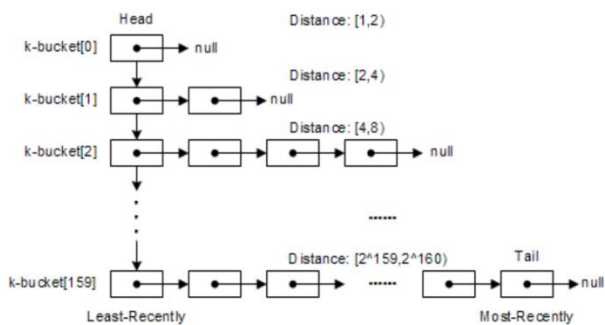 Head
Distance: [1,2)
k-bucket[0]
null
Distance: [2,4)
k-bucket[1]
null
Distance: [4,8)
k-bucket[2]
null
Distance: [2^159,2^160)
Tail
k-bucket[159]
null
Least-Recently
Most-Recently